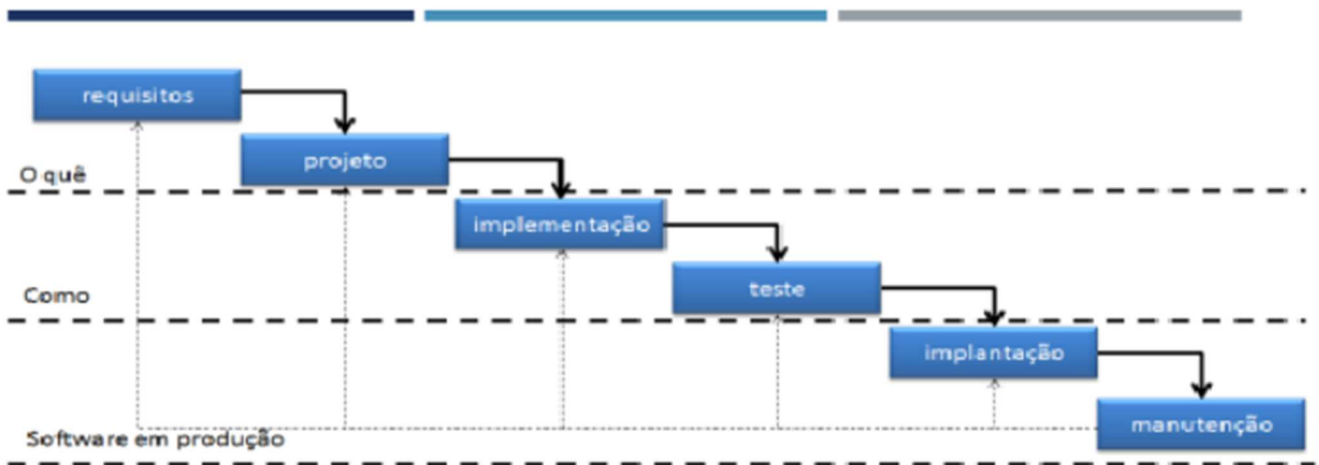 requisitos
projeto
O quê
implementação
teste
Como
implantação
manutenção
Software em produção